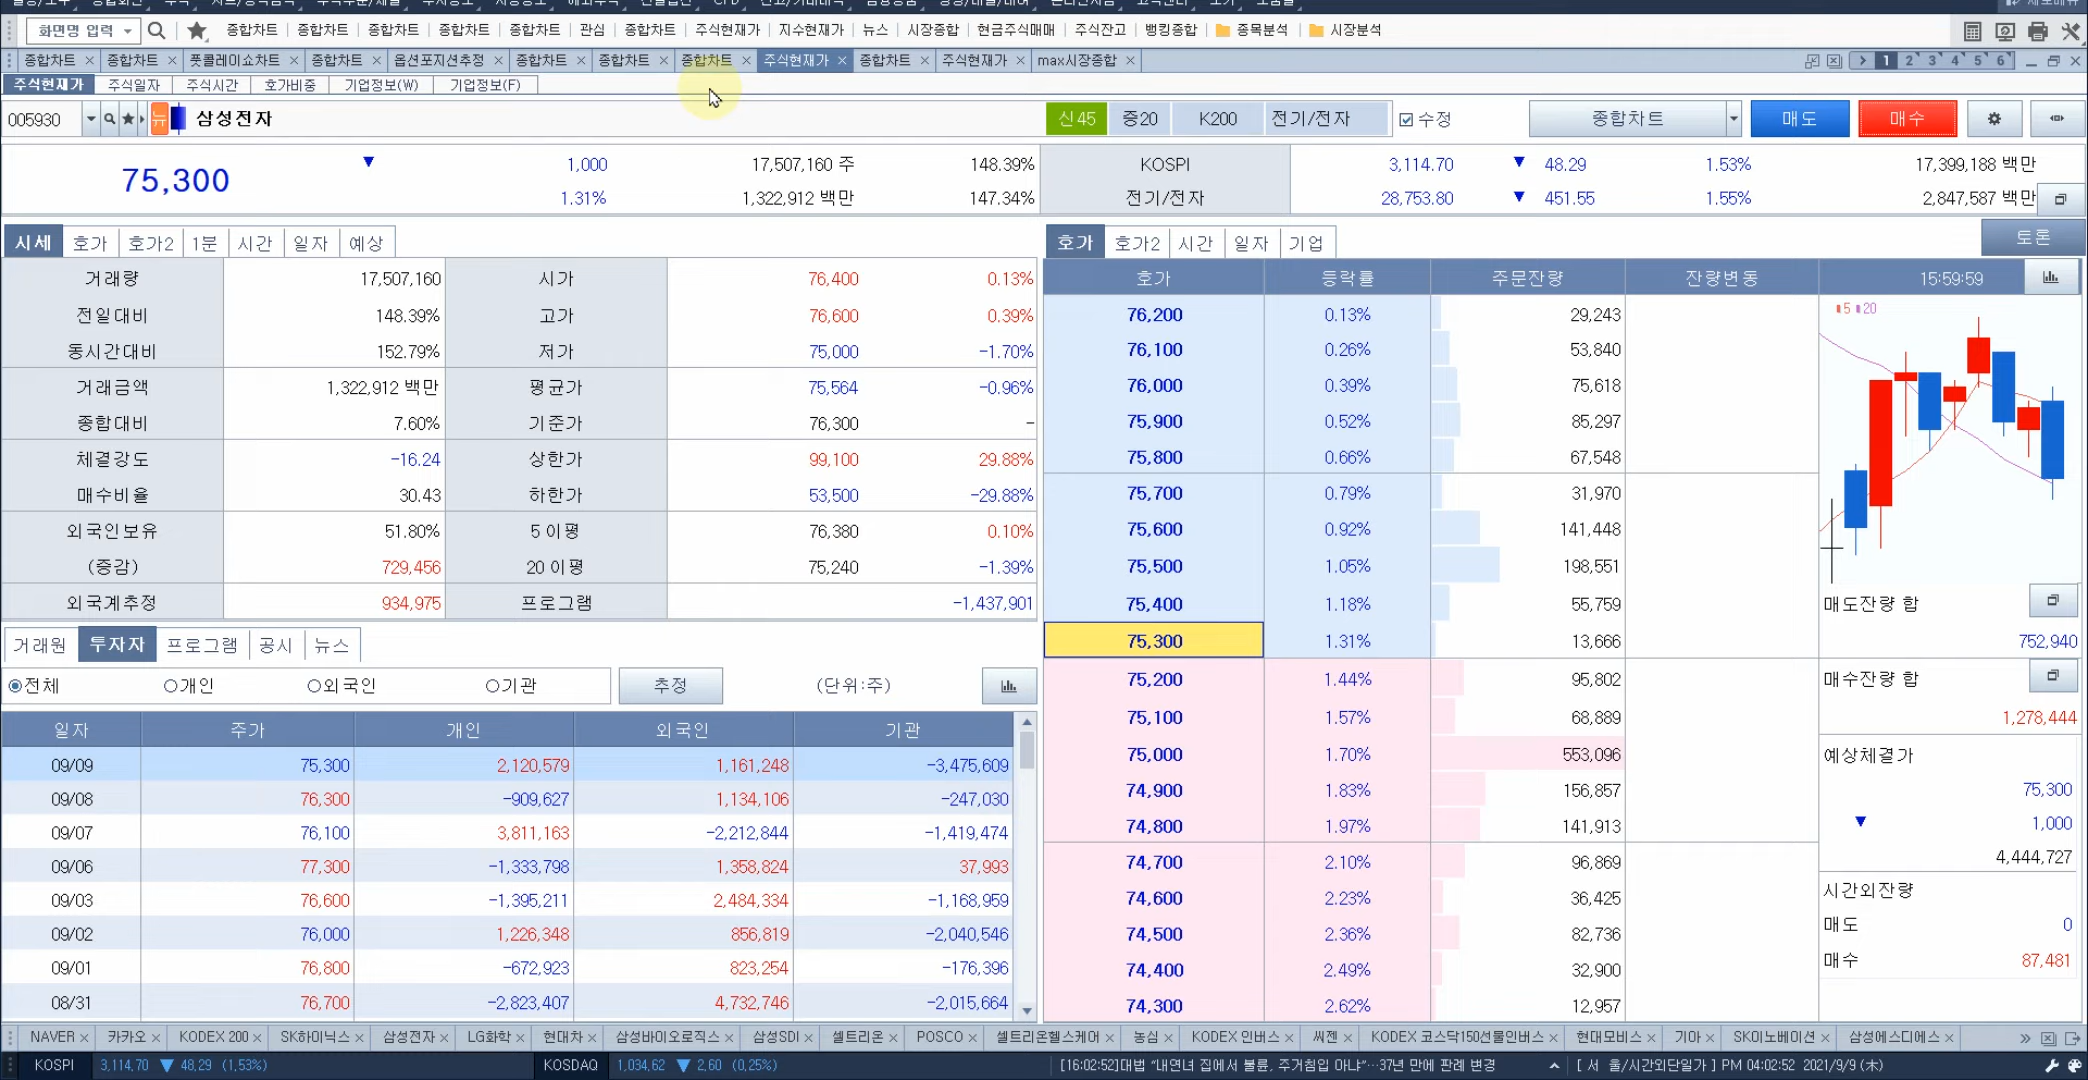 화면명 입력 종합차트 종합차트 종합차트 종합차트 종합차트 관심 종합차트 주식현재가 지수현재가 뉴스 시장종합 현금주식매매 주식잔고 뱅킹종합 종목분석 시장분석
종합차트 종합차트 풋콜레이쇼차트 종합차트 옵션포지션추정 종합차트 종합차트 종합차트 주식현재가 종합차트 주식현재가 max시장종합 1 2 3 4 5 6
주식현재가 주식일자 주식시간 호가비중 기업정보(W) 기업정보(F)
005930 뉴 삼성전자 신45 증20 K200 전기/전자 수정 종합차트 매도 매수
75,300 ▼ 1,000 17,507,160 주 148.39% KOSPI 3,114.70 ▼ 48.29 1.53% 17,399,188 백만
1.31% 1,322,912 백만 147.34% 전기/전자 28,753.80 ▼ 451.55 1.55% 2,847,587 백만
시세 호가 호가2 1분 시간 일자 예상
거래량 17,507,160 시가 76,400 0.13%
전일대비 148.39% 고가 76,600 0.39%
동시간대비 152.79% 저가 75,000 -1.70%
거래금액 1,322,912 백만 평균가 75,564 -0.96%
종합대비 7.60% 기준가 76,300 -
체결강도 -16.24 상한가 99,100 29.88%
매수비율 30.43 하한가 53,500 -29.88%
외국인보유 51.80% 5 이평 76,380 0.10%
(증감) 729,456 20 이평 75,240 -1.39%
외국계추정 934,975 프로그램 -1,437,901
거래원 투자자 프로그램 공시 뉴스
전체 개인 외국인 기관 추정 (단위:주)
일자 주가 개인 외국인 기관
09/09 75,300 2,120,579 1,161,248 -3,475,609
09/08 76,300 -909,627 1,134,106 -247,030
09/07 76,100 3,811,163 -2,212,844 -1,419,474
09/06 77,300 -1,333,798 1,358,824 37,993
09/03 76,600 -1,395,211 2,484,334 -1,168,959
09/02 76,000 1,226,348 856,819 -2,040,546
09/01 76,800 -672,923 823,254 -176,396
08/31 76,700 -2,823,407 4,732,746 -2,015,664
호가 호가2 시간 일자 기업 토론
호가 등락률 주문잔량 잔량변동 15:59:59
76,200 0.13% 29,243
76,100 0.26% 53,840
76,000 0.39% 75,618
75,900 0.52% 85,297
75,800 0.66% 67,548
75,700 0.79% 31,970
75,600 0.92% 141,448
75,500 1.05% 198,551
75,400 1.18% 55,759
75,300 1.31% 13,666
75,200 1.44% 95,802
75,100 1.57% 68,889
75,000 1.70% 553,096
74,900 1.83% 156,857
74,800 1.97% 141,913
74,700 2.10% 96,869
74,600 2.23% 36,425
74,500 2.36% 82,736
74,400 2.49% 32,900
74,300 2.62% 12,957
5 20
매도잔량 합
752,940
매수잔량 합
1,278,444
예상체결가
75,300
▼ 1,000
4,444,727
시간외잔량
매도 0
매수 87,481
NAVER 카카오 KODEX 200 SK하이닉스 삼성전자 LG화학 현대차 삼성바이오로직스 삼성SDI 셀트리온 POSCO 셀트리온헬스케어 농심 KODEX 인버스 씨젠 KODEX 코스닥150선물인버스 현대모비스 기아 SK이노베이션 삼성에스디에스
KOSPI 3,114.70 ▼ 48.29 (1.53%) KOSDAQ 1,034.62 ▼ 2.60 (0.25%) [16:02:52]대법 "내연녀 집에서 불륜, 주거침입 아냐"…37년 만에 판례 변경 [ 서 울/시간외단일가 ] PM 04:02:52 2021/9/9 (木)